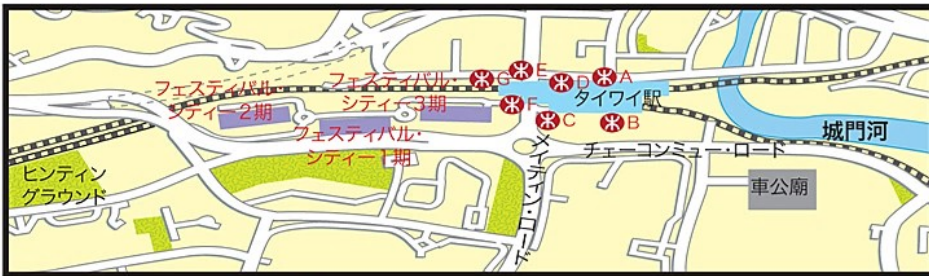 E
G
D
A
フェスティバル・
シティー2期
フェスティバル・
シティー3期
タイワイ駅
F
C
B
フェスティバル・
シティー1期
城門河
チェーコンミュー・ロード
メイティン・ロード
ヒンティン
グラウンド
車公廟